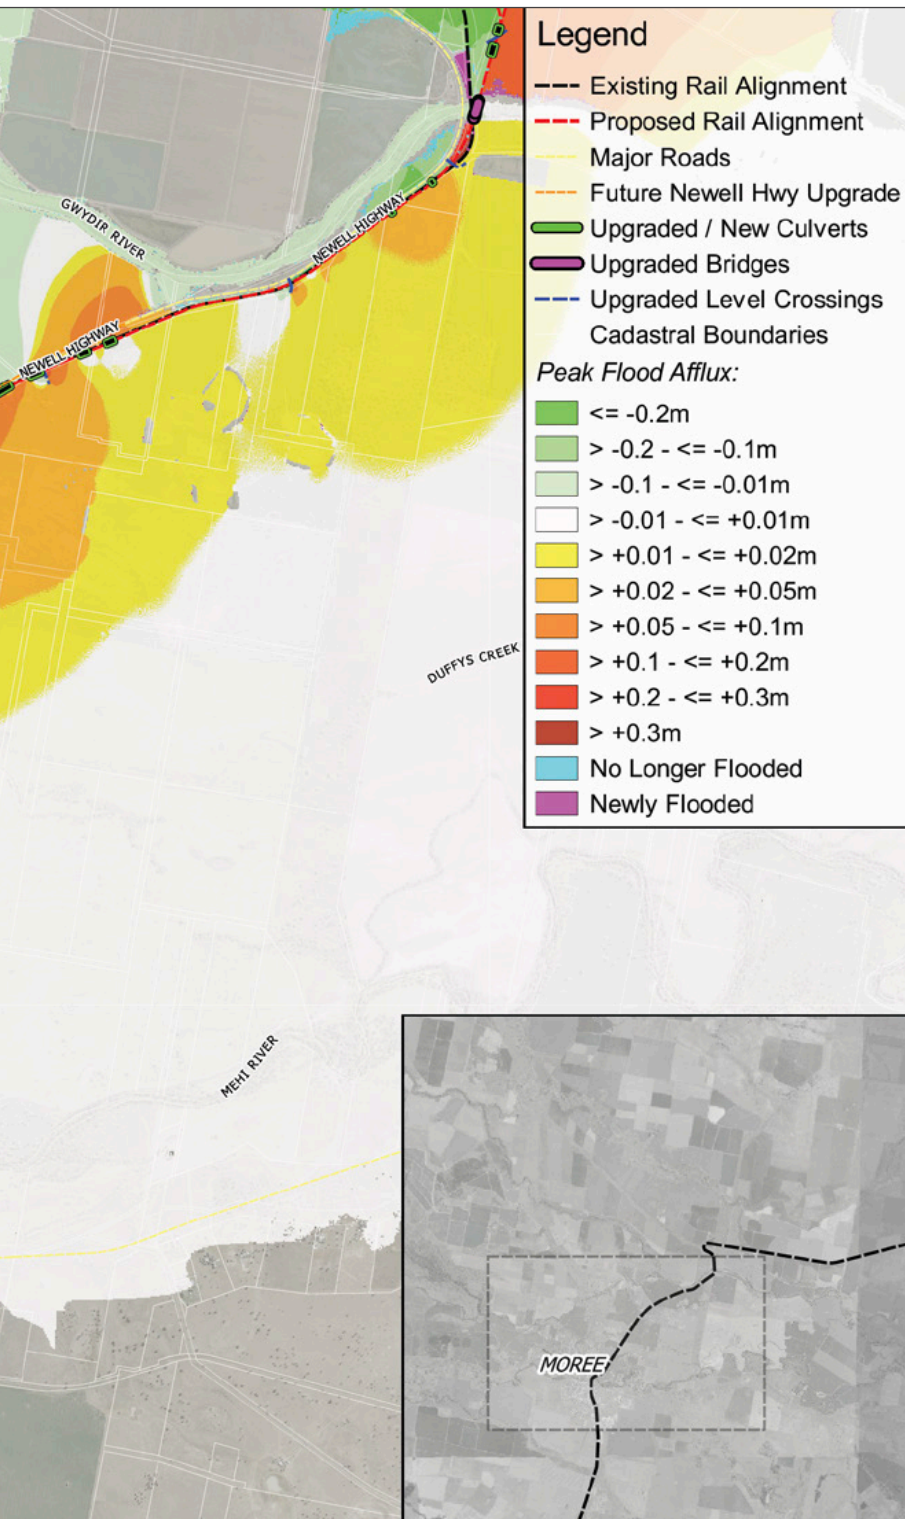 Legend
Existing Rail Alignment
Proposed Rail Alignment
Major Roads
Future Newell Hwy Upgrade
Upgraded / New Culverts
Upgraded Bridges
Upgraded Level Crossings
Cadastral Boundaries
Peak Flood Afflux:
<= -0.2m
> -0.2 - <= -0.1m
> -0.1 - <= -0.01m
> -0.01 - <= +0.01m
> +0.01 - <= +0.02m
> +0.02 - <= +0.05m
> +0.05 - <= +0.1m
> +0.1 - <= +0.2m
> +0.2 - <= +0.3m
> +0.3m
No Longer Flooded
Newly Flooded
GWYDIR RIVER
NEWELL HIGHWAY
NEWELL HIGHWAY
DUFFYS CREEK
MEHI RIVER
MOREE